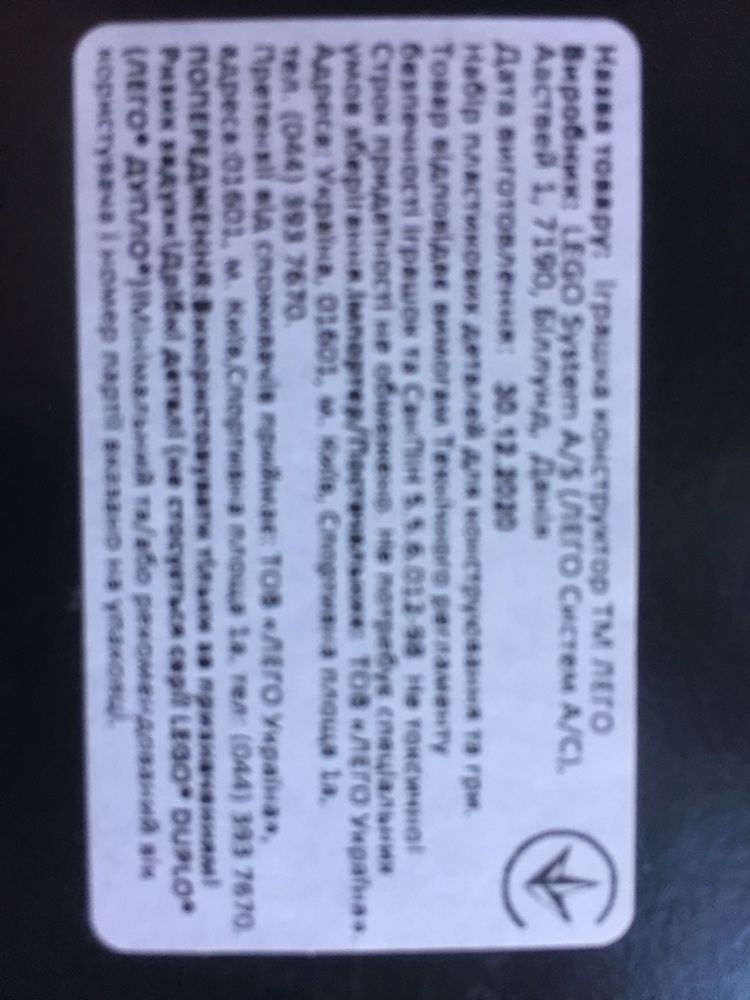 Назва товару: Іграшка конструктор ТМ ЛЕГО
Виробник: LEGO System A/S (ЛЕГО Систем А/С),
Ааствей 1, 7190, Біллунд, Данія
Дата виготовлення: 30.12.2020
Набір пластикових деталей для конструювання та гри.
Товар відповідає вимогам Технічного регламенту
безпечності іграшок та СанПіН 5.5.6.012-98 Не токсичної
Строк придатності не обмежено. Не потребує спеціальних
умов зберігання.Імпортер/Постачальник: ТОВ «ЛЕГО Україна».
Адреса: Україна, 01601, м. Київ, Спортивна площа 1а,
тел. (044) 393 7670.
Претензії від споживачів приймає: ТОВ «ЛЕГО Україна»,
адреса:01601, м. Київ,Спортивна площа 1а, тел: (044) 393 7670.
ПОПЕРЕДЖЕННЯ Використовувати тільки за призначенням!
Ризик задухи!Дрібні деталі (не стосується серії LEGO® DUPLO®
(ЛЕГО® ДУПЛО®)!Мінімальний та/або рекомендований вік
користувача і номер партії вказано на упаковці.